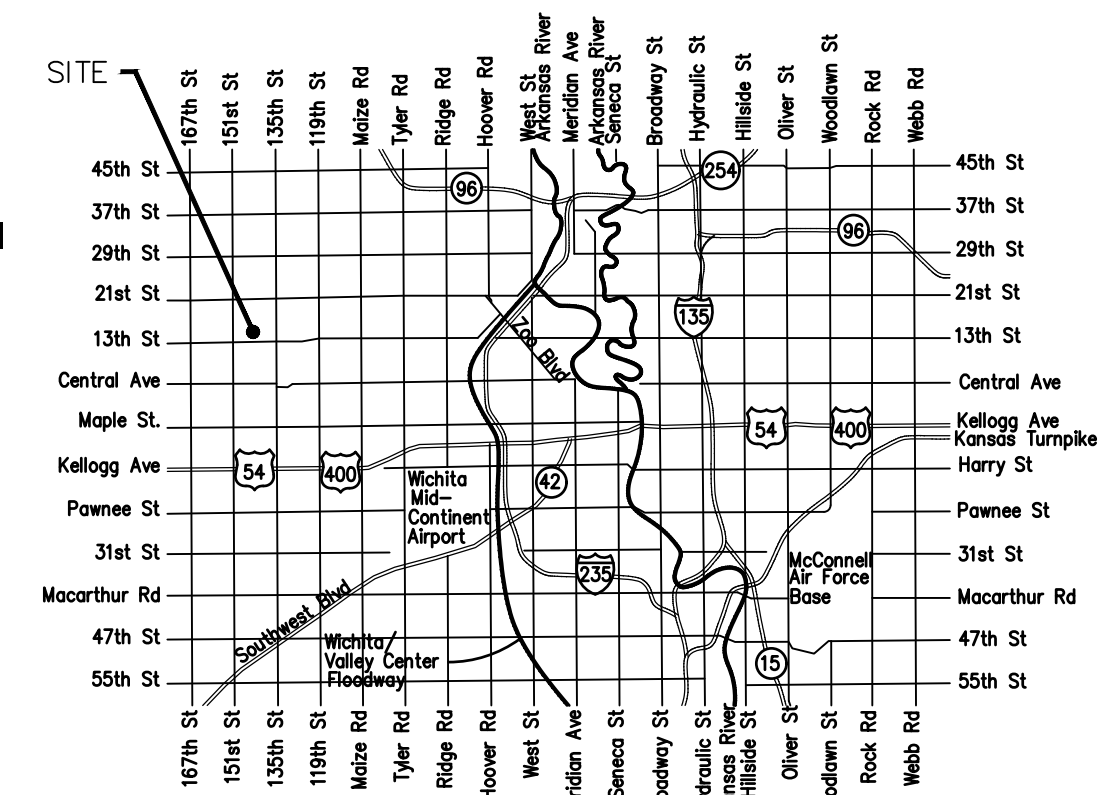 SITE
167th St
151st St
135th St
119th St
Maize Rd
Tyler Rd
Ridge Rd
Hoover Rd
West St
Arkansas River
Meridian Ave
Arkansas River
Seneca St
Broadway St
Hydraulic St
Hillside St
Oliver St
Woodlawn St
Rock Rd
Webb Rd
45th St
37th St
29th St
21st St
13th St
Central Ave
Maple St.
Kellogg Ave
Pawnee St
31st St
Macarthur Rd
47th St
55th St
96
254
96
135
Zoo Blvd
54
400
54
400
42
235
15
Wichita
Mid-
Continent
Airport
McConnell
Air Force
Base
Southwest Blvd
Wichita/
Valley Center
Floodway
45th St
37th St
29th St
21st St
13th St
Central Ave
Kellogg Ave
Kansas Turnpike
Harry St
Pawnee St
31st St
Macarthur Rd
47th St
55th St
167th St
151st St
135th St
119th St
Maize Rd
Tyler Rd
Ridge Rd
Hoover Rd
West St
ridian Ave
Seneca St
oadway St
draulic St
nsas River
Hillside St
Oliver St
odlawn St
Rock Rd
Webb Rd